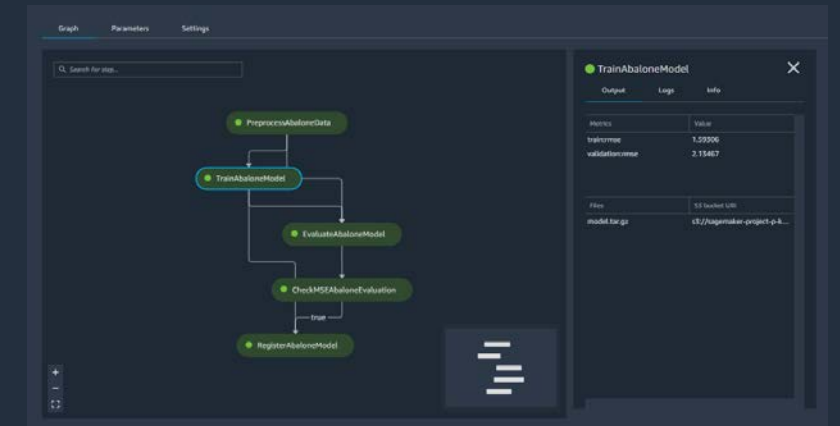 Graph Parameters Settings
Search for step...
PreprocessAbaloneData
TrainAbaloneModel
EvaluateAbaloneModel
CheckMSEAbaloneEvaluation
true
RegisterAbaloneModel
+
−
TrainAbaloneModel
Output Logs Info
Metrics Value
train:rmse 1.59306
validation:rmse 2.13467
Files S3 bucket URI
model.tar.gz s3://sagemaker-project-p-k...